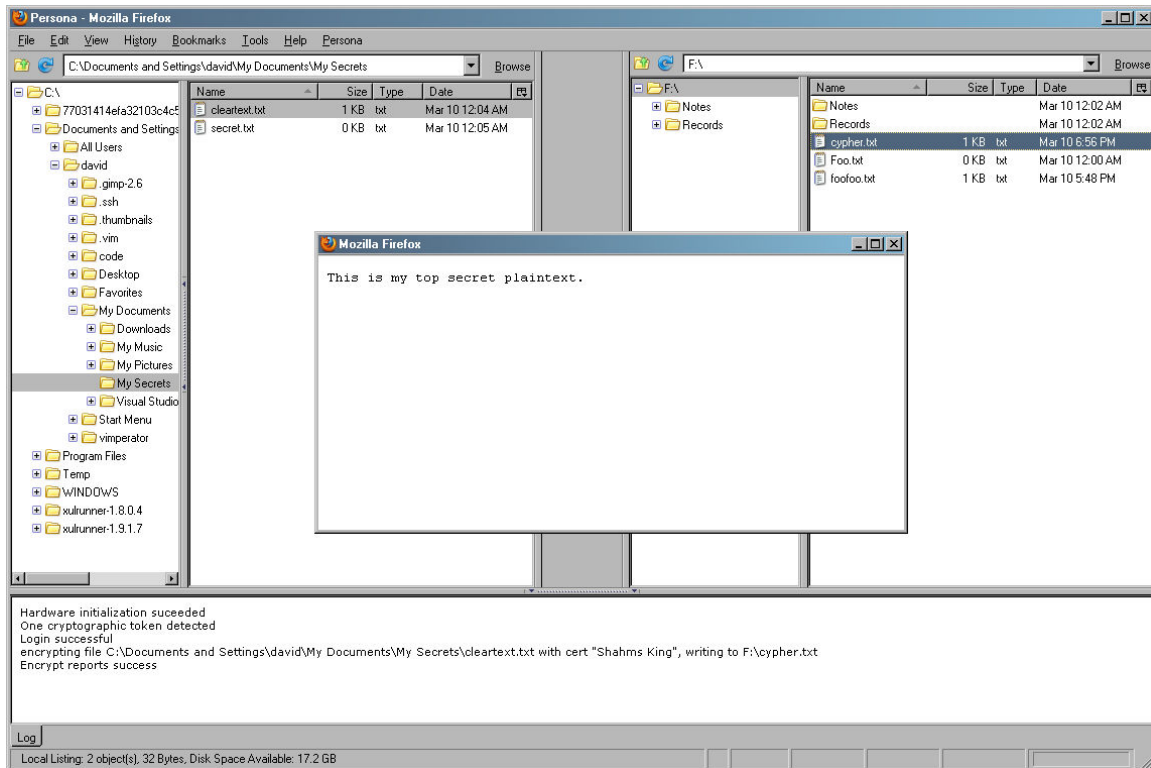 Persona - Mozilla Firefox
File Edit View History Bookmarks Tools Help Persona
C:\Documents and Settings\david\My Documents\My Secrets Browse
F:\ Browse
C:\
77031414efa32103c4c5
Documents and Settings
All Users
david
.gimp-2.6
.ssh
.thumbnails
.vim
code
Desktop
Favorites
My Documents
Downloads
My Music
My Pictures
My Secrets
Visual Studio
Start Menu
vimperator
Program Files
Temp
WINDOWS
xulrunner-1.8.0.4
xulrunner-1.9.1.7
Name Size Type Date
cleartext.txt 1 KB txt Mar 10 12:04 AM
secret.txt 0 KB txt Mar 10 12:05 AM
F:\
Notes
Records
Name Size Type Date
Notes Mar 10 12:02 AM
Records Mar 10 12:02 AM
cypher.txt 1 KB txt Mar 10 6:56 PM
Foo.txt 0 KB txt Mar 10 12:00 AM
foofoo.txt 1 KB txt Mar 10 5:48 PM
Mozilla Firefox
This is my top secret plaintext.
Hardware initialization suceeded
One cryptographic token detected
Login successful
encrypting file C:\Documents and Settings\david\My Documents\My Secrets\cleartext.txt with cert "Shahms King", writing to F:\cypher.txt
Encrypt reports success
Log
Local Listing: 2 object(s), 32 Bytes, Disk Space Available: 17.2 GB